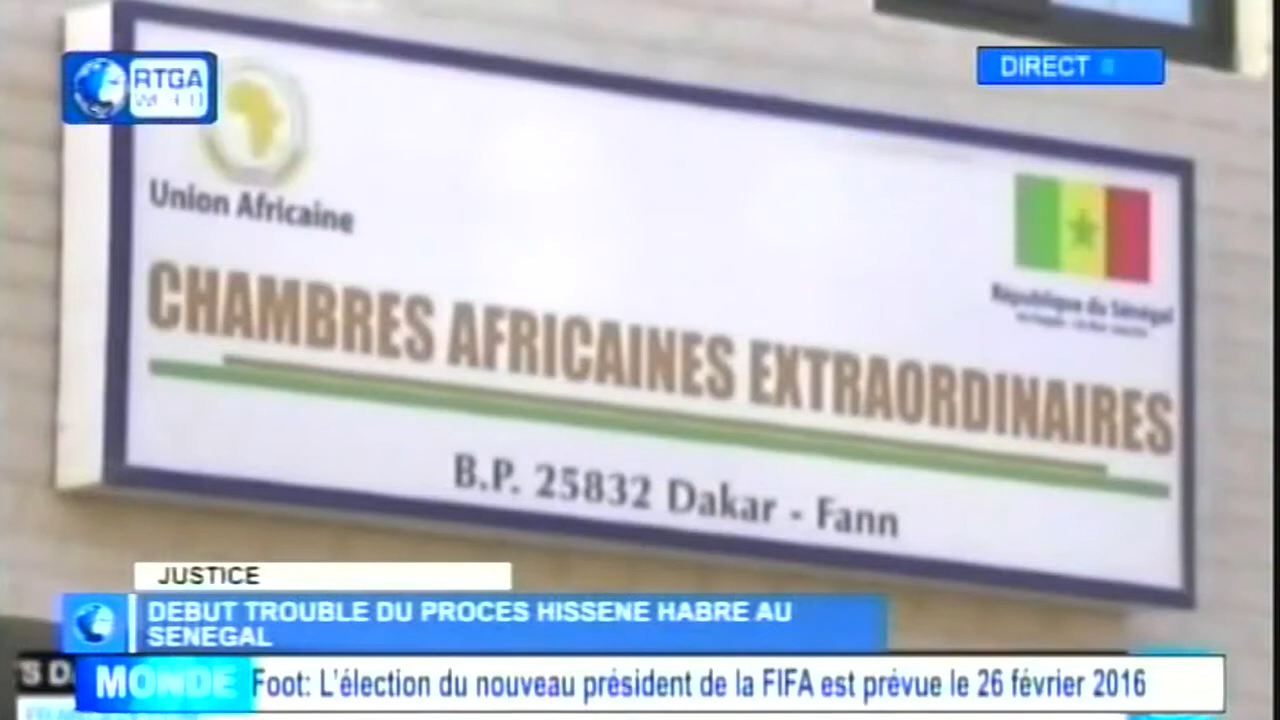 RTGA
WORLD
DIRECT
Union Africaine
République du Sénégal
CHAMBRES AFRICAINES EXTRAORDINAIRES
B.P. 25832 Dakar - Fann
JUSTICE
DEBUT TROUBLE DU PROCES HISSENE HABRE AU
SENEGAL
MONDE Foot: L'élection du nouveau président de la FIFA est prévue le 26 février 2016